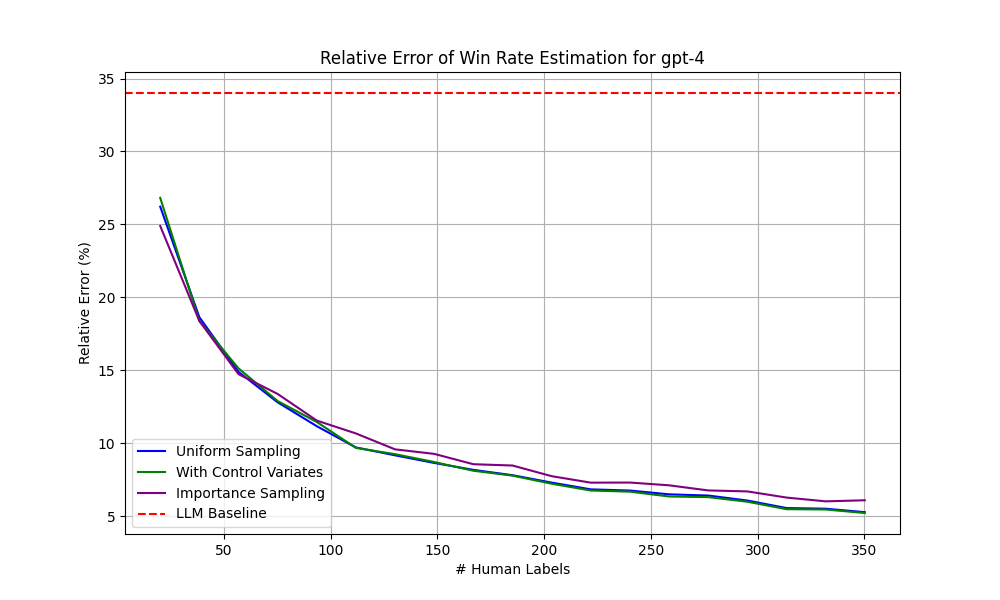 Relative Error of Win Rate Estimation for gpt-4
35
30
25
20
15
10
5
Relative Error (%)
Uniform Sampling
With Control Variates
Importance Sampling
LLM Baseline
50
100
150
200
250
300
350
# Human Labels